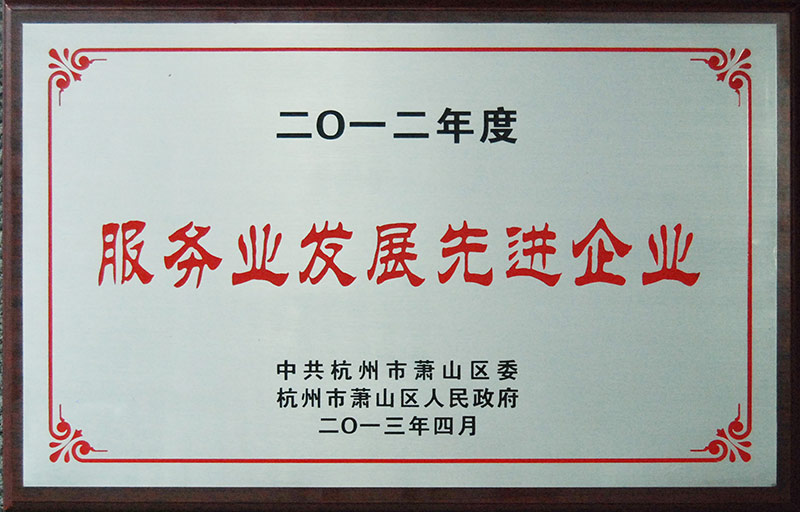 二〇一二年度
服务业发展先进企业
中共杭州市萧山区委
杭州市萧山区人民政府
二〇一三年四月